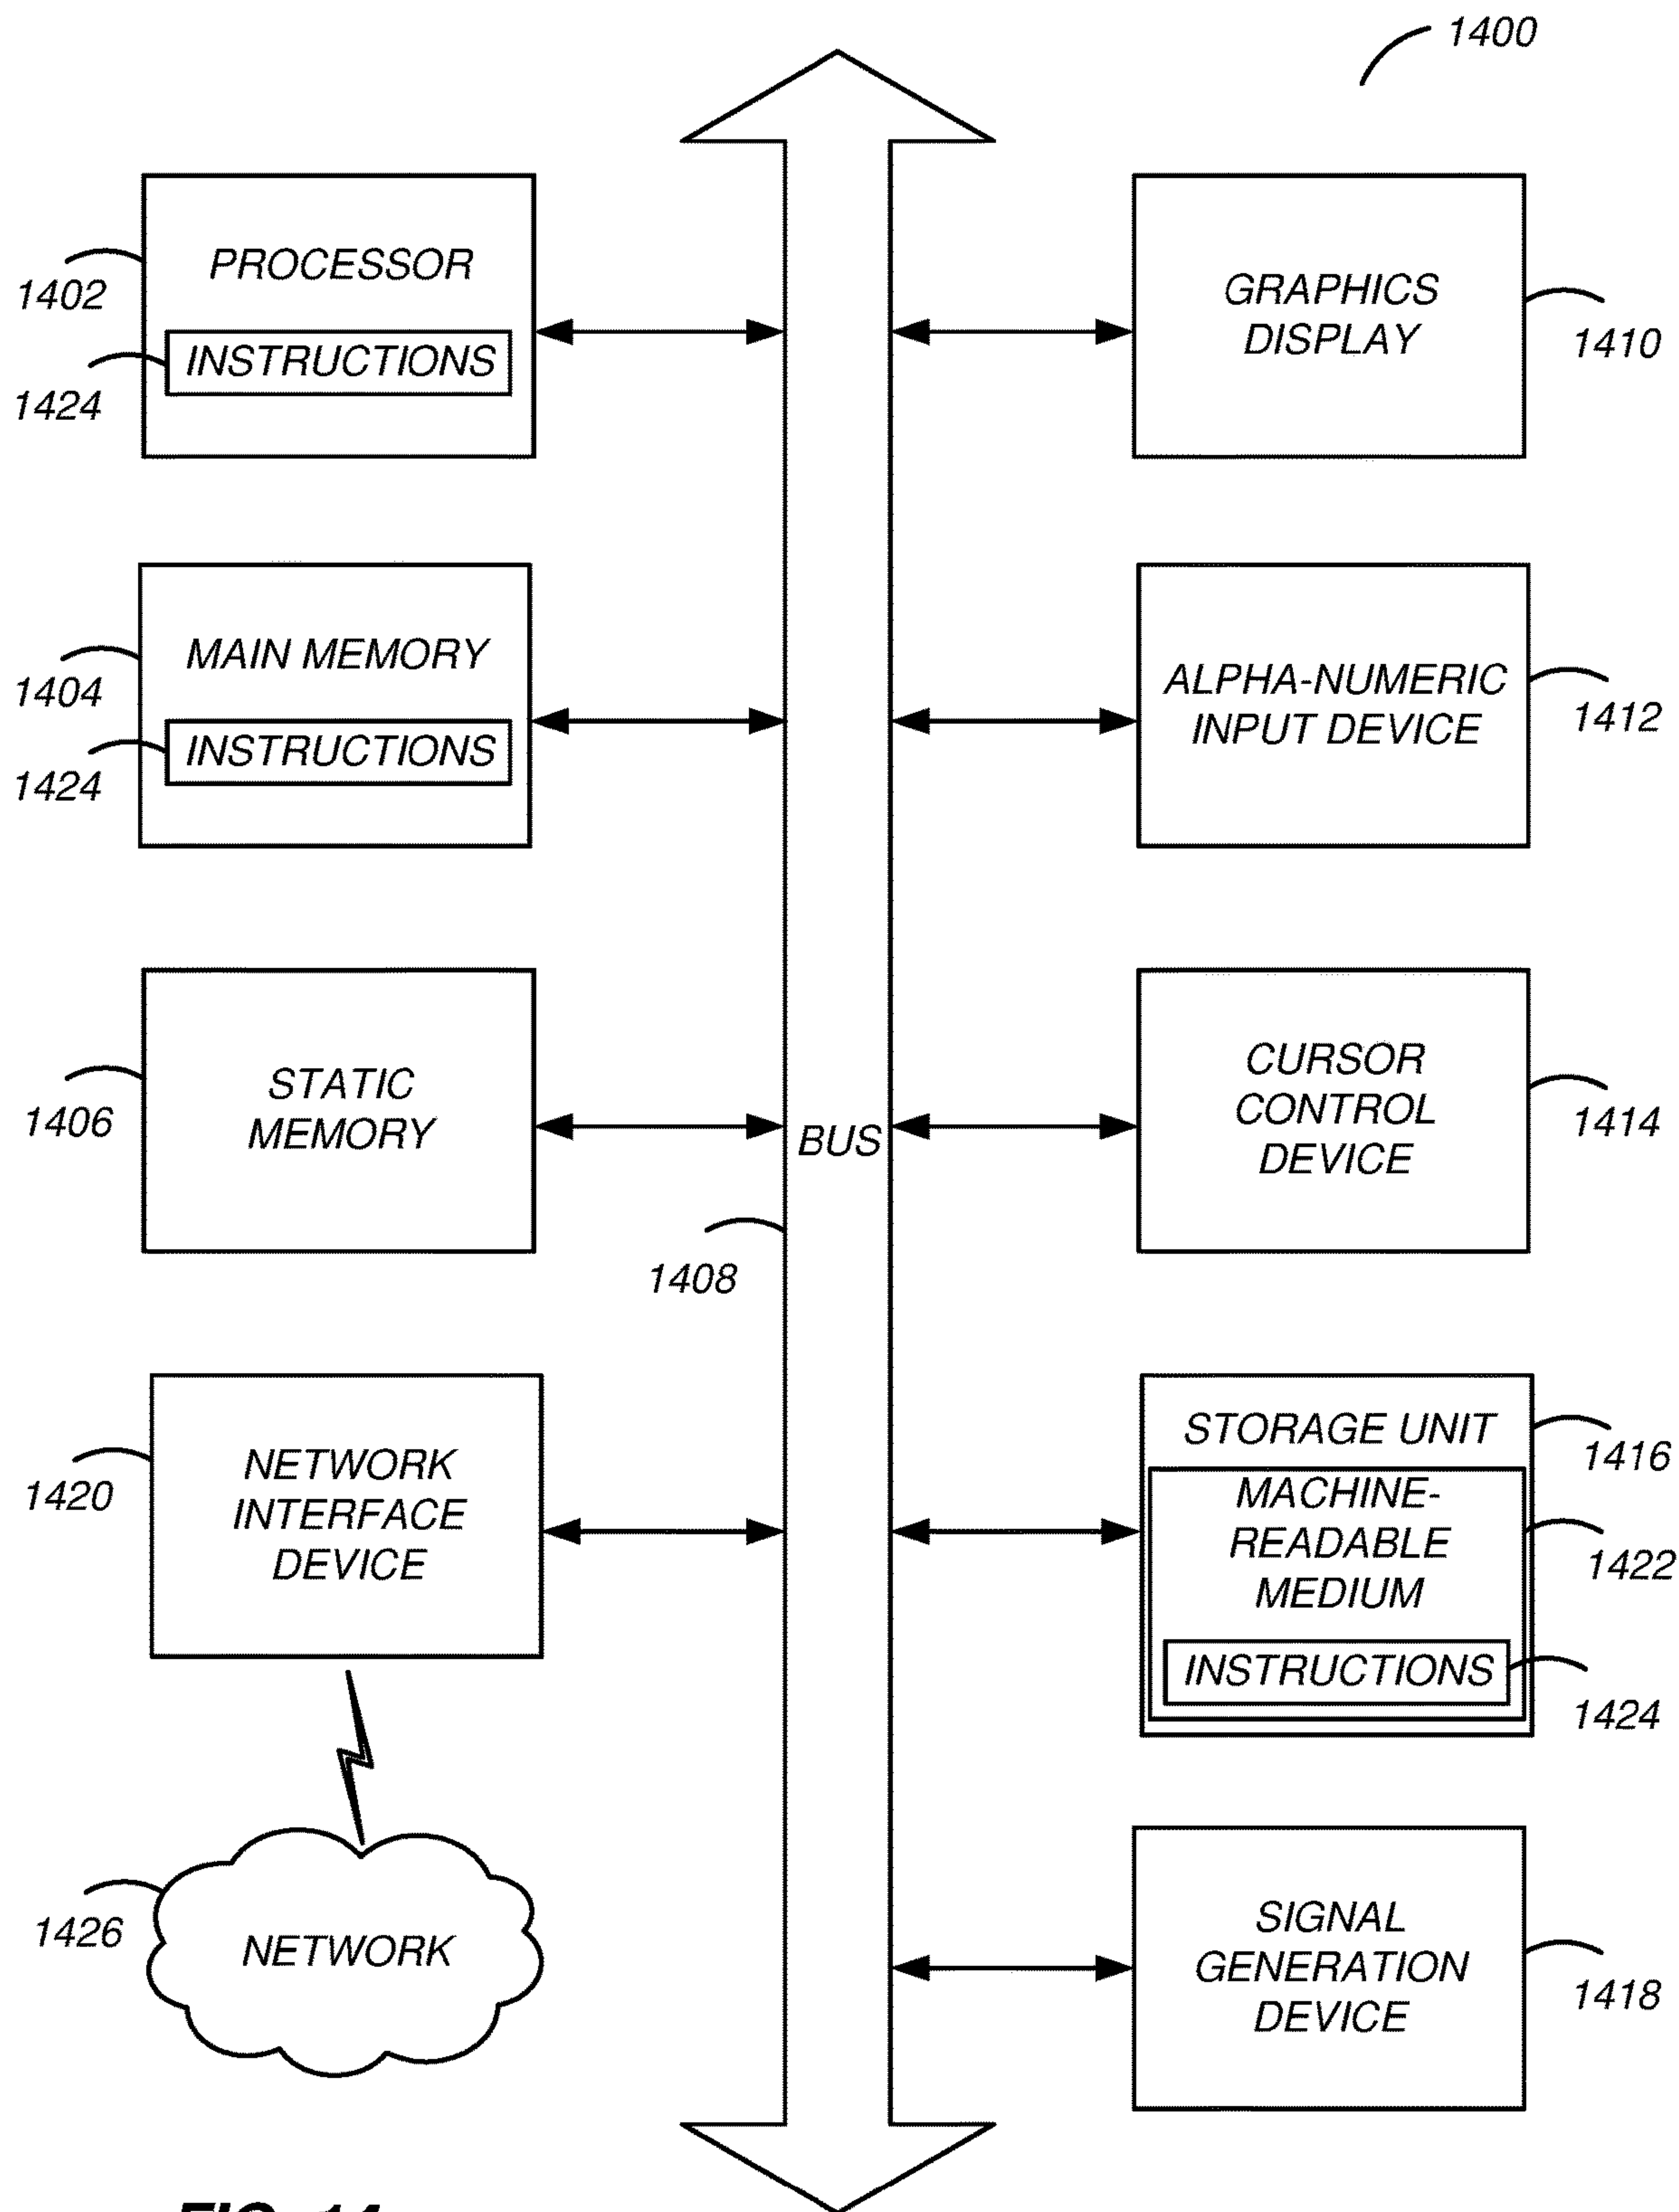 1400
PROCESSOR
1402
INSTRUCTIONS
1424
GRAPHICS
DISPLAY
1410
MAIN MEMORY
1404
INSTRUCTIONS
1424
ALPHA-NUMERIC
INPUT DEVICE
1412
STATIC
MEMORY
1406
BUS
1408
CURSOR
CONTROL
DEVICE
1414
NETWORK
INTERFACE
DEVICE
1420
STORAGE UNIT
1416
MACHINE-
READABLE
MEDIUM
1422
INSTRUCTIONS
1424
NETWORK
1426
SIGNAL
GENERATION
DEVICE
1418
FIG. 14